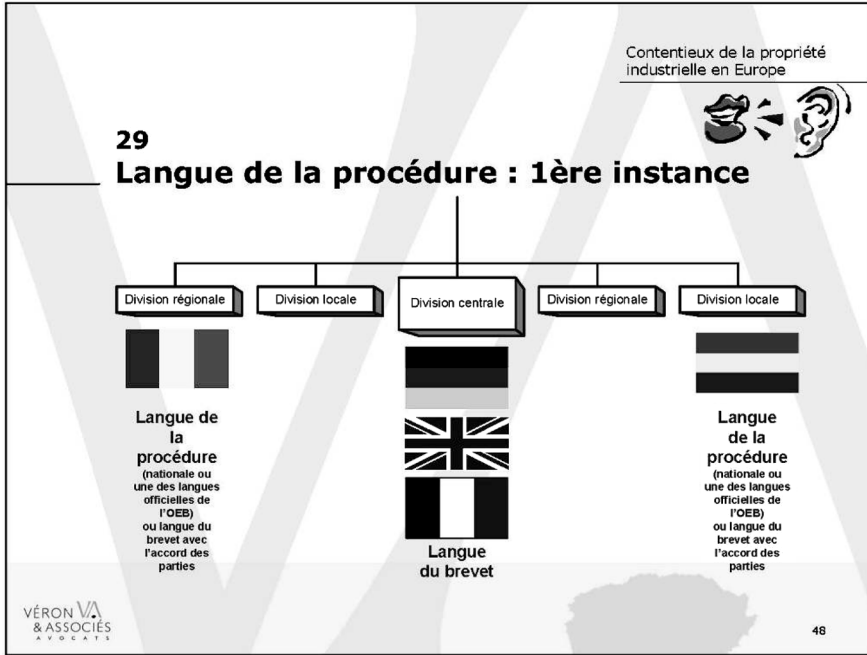 Contentieux de la propriété
industrielle en Europe
29
Langue de la procédure : 1ère instance
Division régionale
Division locale
Division centrale
Division régionale
Division locale
Langue de
la
procédure
(nationale ou
une des langues
officielles de
l'OEB)
ou langue du
brevet avec
l'accord des
parties
Langue
du brevet
Langue
de la
procédure
(nationale ou
une des langues
officielles de
l'OEB)
ou langue du
brevet avec
l'accord des
parties
VÉRON VA
& ASSOCIÉS
AVOCATS
48